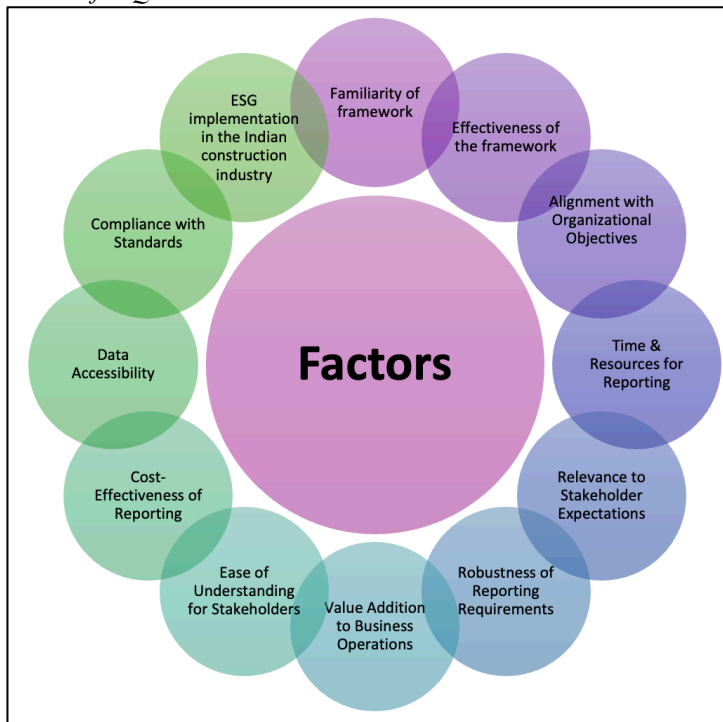 Factors
Familiarity of
framework
Effectiveness of
the framework
Alignment with
Organizational
Objectives
Time &
Resources for
Reporting
Relevance to
Stakeholder
Expectations
Robustness of
Reporting
Requirements
Value Addition
to Business
Operations
Ease of
Understanding
for Stakeholders
Cost-
Effectiveness of
Reporting
Data
Accessibility
Compliance with
Standards
ESG
implementation
in the Indian
construction
industry